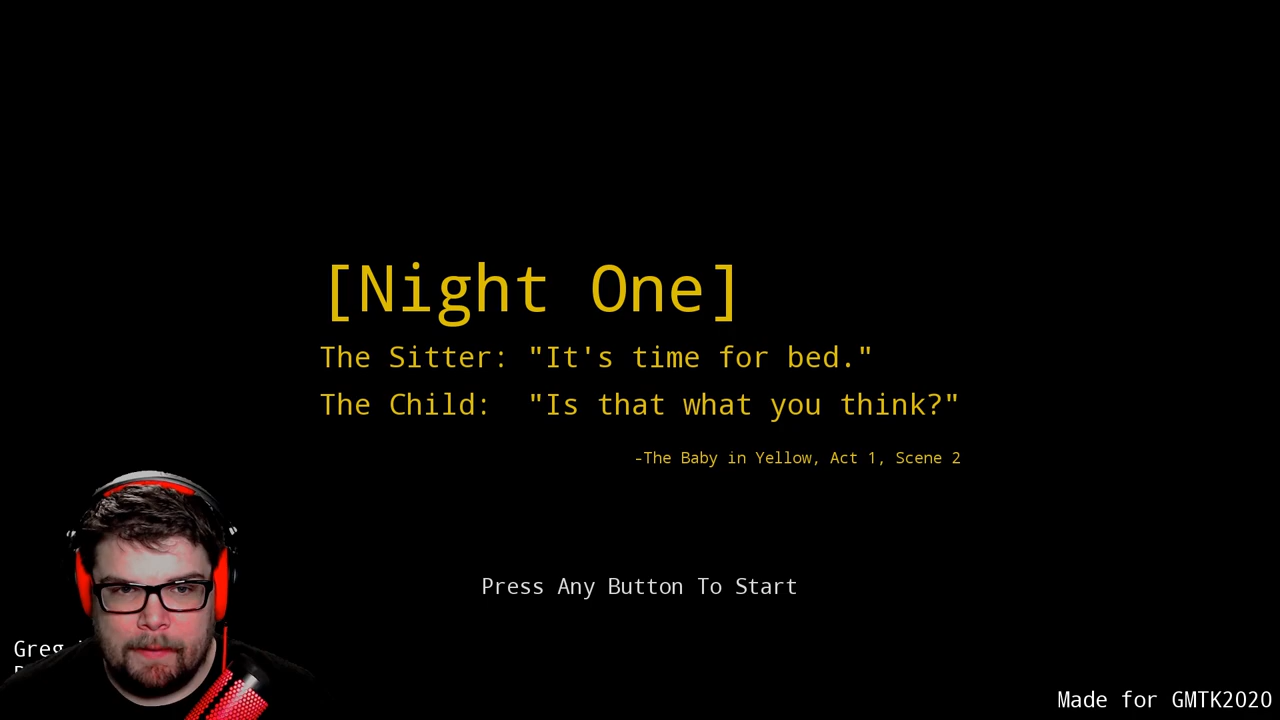 [Night One]
The Sitter: "It's time for bed."
The Child: "Is that what you think?"
-The Baby in Yellow, Act 1, Scene 2
Press Any Button To Start
Greg
Made for GMTK2020